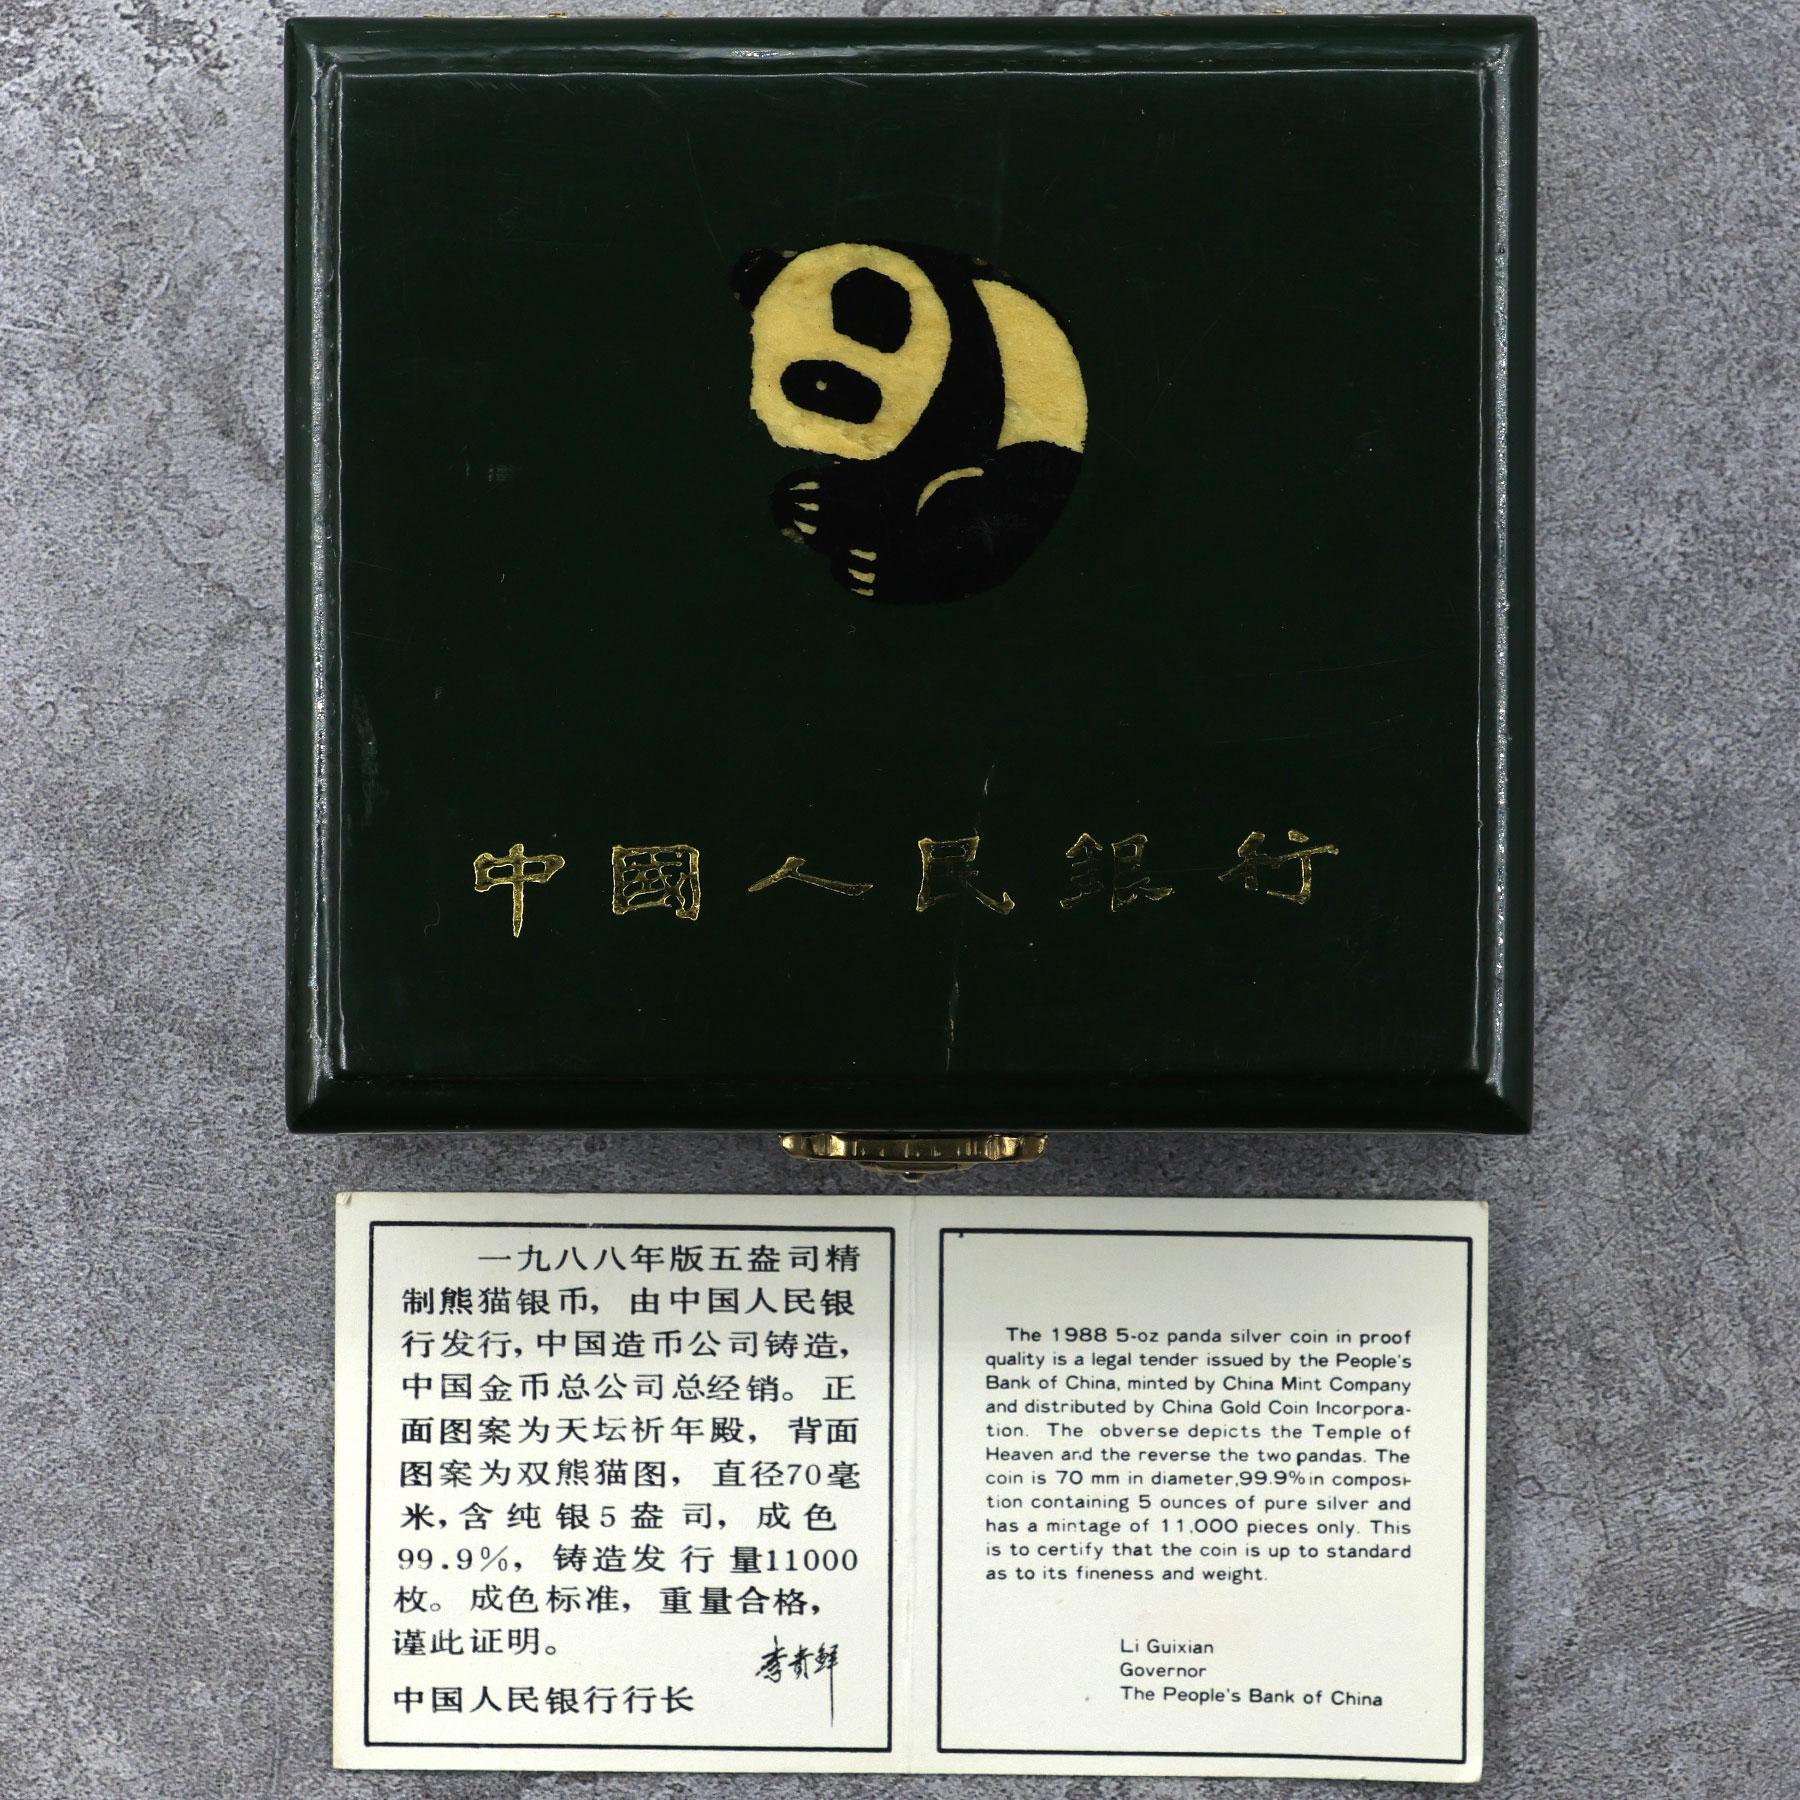 中國人民銀行
一九八八年版五盎司精
制熊猫银币，由中国人民银
行发行，中国造币公司铸造，
中国金币总公司总经销。正
面图案为天坛祈年殿，背面
图案为双熊猫图，直径70毫
米，含纯银5盎司，成色
99.9%，铸造发行量11000
枚。成色标准，重量合格，
谨此证明。
李贵鲜
中国人民银行行长
The 1988 5-oz panda silver coin in proof
quality is a legal tender issued by the People's
Bank of China, minted by China Mint Company
and distributed by China Gold Coin Incorpora-
tion. The obverse depicts the Temple of
Heaven and the reverse the two pandas. The
coin is 70 mm in diameter,99.9% in composi-
tion containing 5 ounces of pure silver and
has a mintage of 11,000 pieces only. This
is to certify that the coin is up to standard
as to its fineness and weight.
Li Guixian
Governor
The People's Bank of China